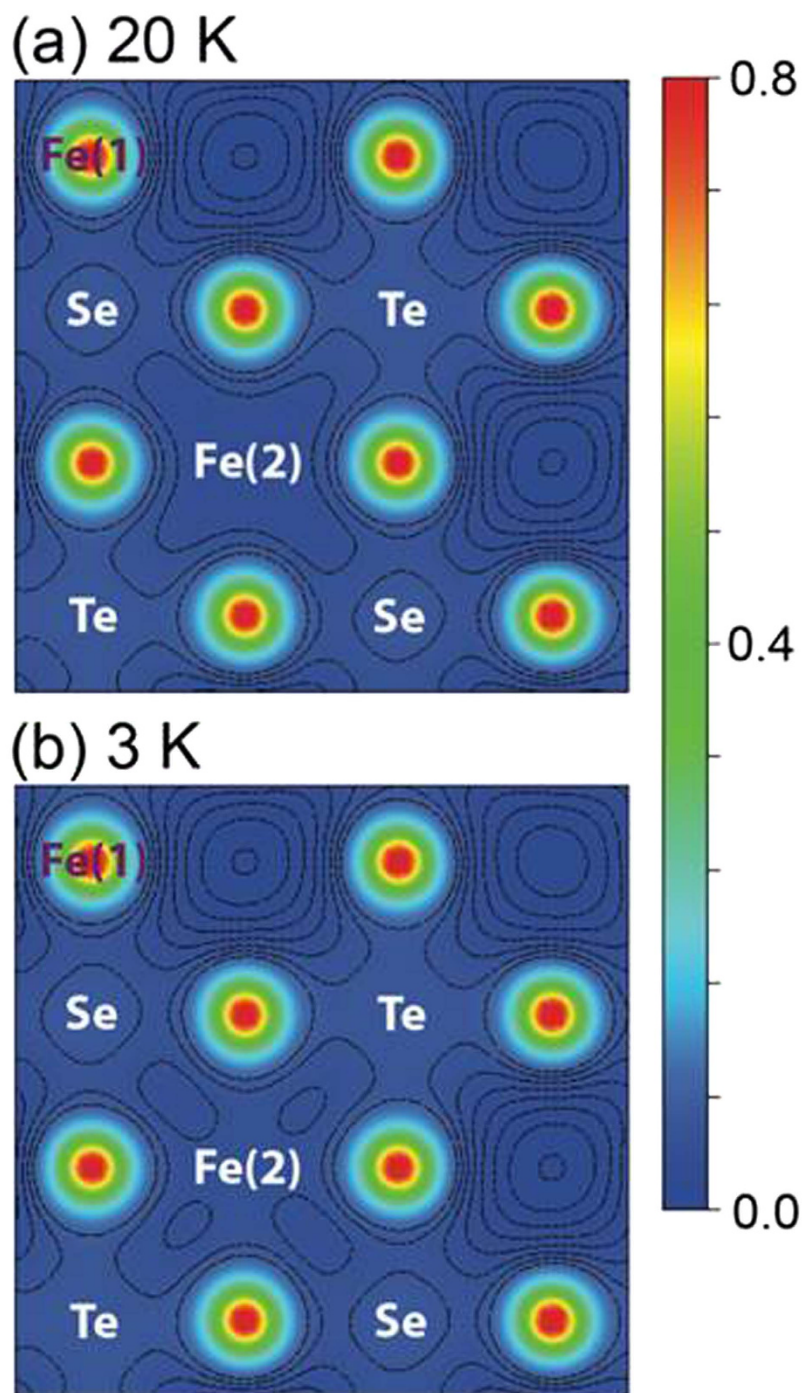 (a) 20 K
0.8
Fe(1)
Se Te
Fe(2)
Te Se
0.4
(b) 3 K
Fe(1)
Se Te
Fe(2)
Te Se
0.0